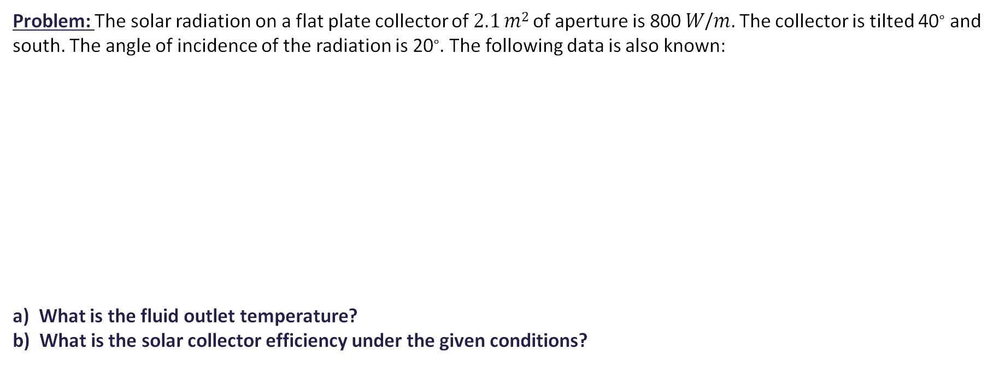 Problem: The solar radiation on a flat plate collector of 2.1 m² of aperture is 800 W/m. The collector is tilted 40° and
south. The angle of incidence of the radiation is 20°. The following data is also known:
a) What is the fluid outlet temperature?
b) What is the solar collector efficiency under the given conditions?